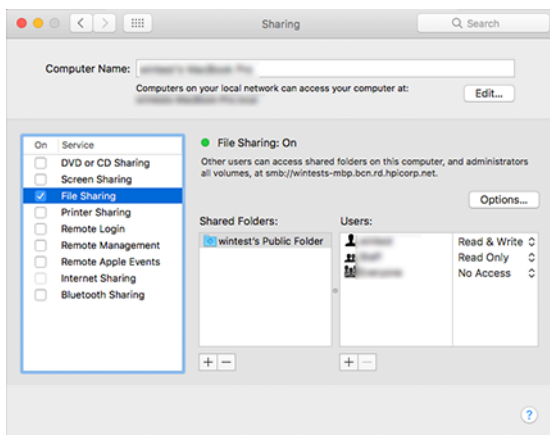 Sharing
Search
Computer Name:
Computers on your local network can access your computer at:
Edit...
On Service
DVD or CD Sharing
Screen Sharing
File Sharing
Printer Sharing
Remote Login
Remote Management
Remote Apple Events
Internet Sharing
Bluetooth Sharing
File Sharing: On
Other users can access shared folders on this computer, and administrators
all volumes, at smb://wintests-mbp.bcn.rd.hpicorp.net.
Options...
Shared Folders:
wintest's Public Folder
Users:
Read & Write
Read Only
No Access
+ −
+ −
?